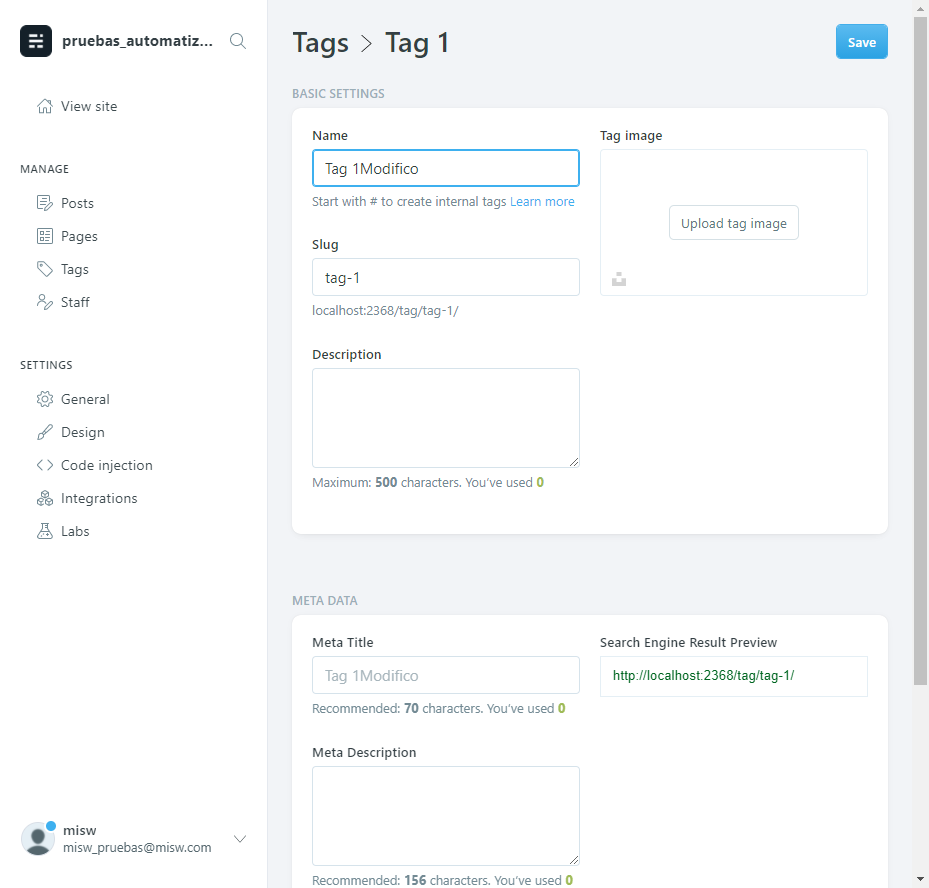 pruebas_automatiz...
View site
MANAGE
Posts
Pages
Tags
Staff
SETTINGS
General
Design
Code injection
Integrations
Labs
misw
misw_pruebas@misw.com
Tags > Tag 1
Save
BASIC SETTINGS
Name
Tag 1Modifico
Start with # to create internal tags Learn more
Slug
tag-1
localhost:2368/tag/tag-1/
Description
Maximum: 500 characters. You’ve used 0
Tag image
Upload tag image
META DATA
Meta Title
Tag 1Modifico
Recommended: 70 characters. You’ve used 0
Meta Description
Recommended: 156 characters. You’ve used 0
Search Engine Result Preview
http://localhost:2368/tag/tag-1/